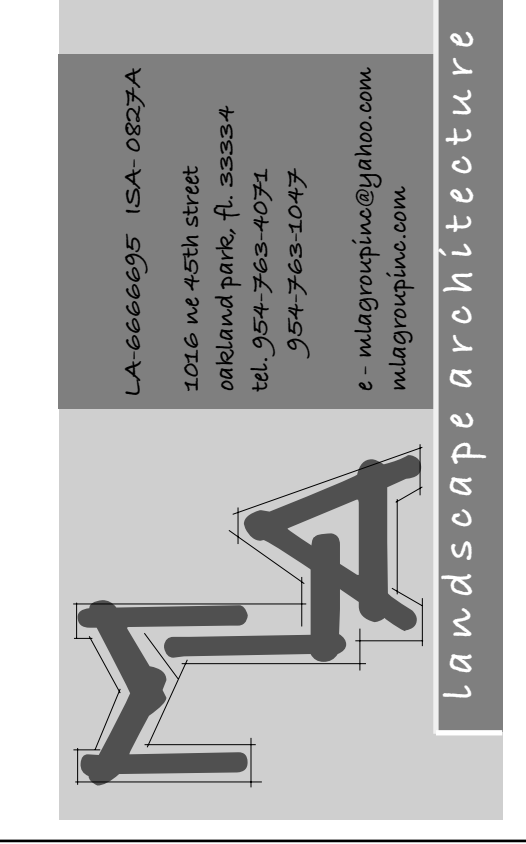 MLA
LA-6666695 ISA-0827A
1016 ne 45th street
oakland park, fl. 33334
tel. 954-763-4071
954-763-1047
e - mlagroupinc@yahoo.com
mlagroupinc.com
landscape architecture